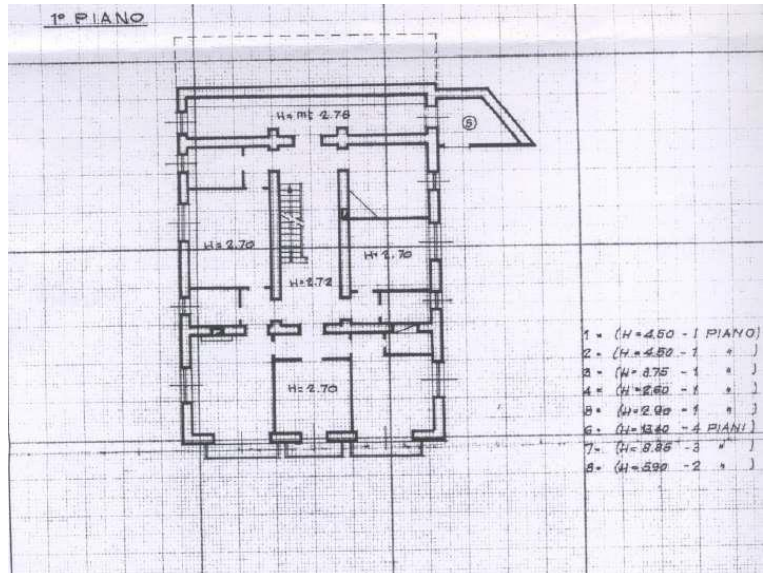 1º PIANO
H= mt 2.76
5
H= 2.70
H= 2.70
H= 2.72
H= 2.70
1 = (H=4.50 - 1 PIANO)
2 = (H=4.50 - 1 " )
3 = (H=3.75 - 1 " )
4 = (H=2.60 - 1 " )
5 = (H=2.90 - 1 " )
6 = (H=13.40 - 4 PIANI)
7 = (H=8.85 - 3 " )
8 = (H=5.90 - 2 " )